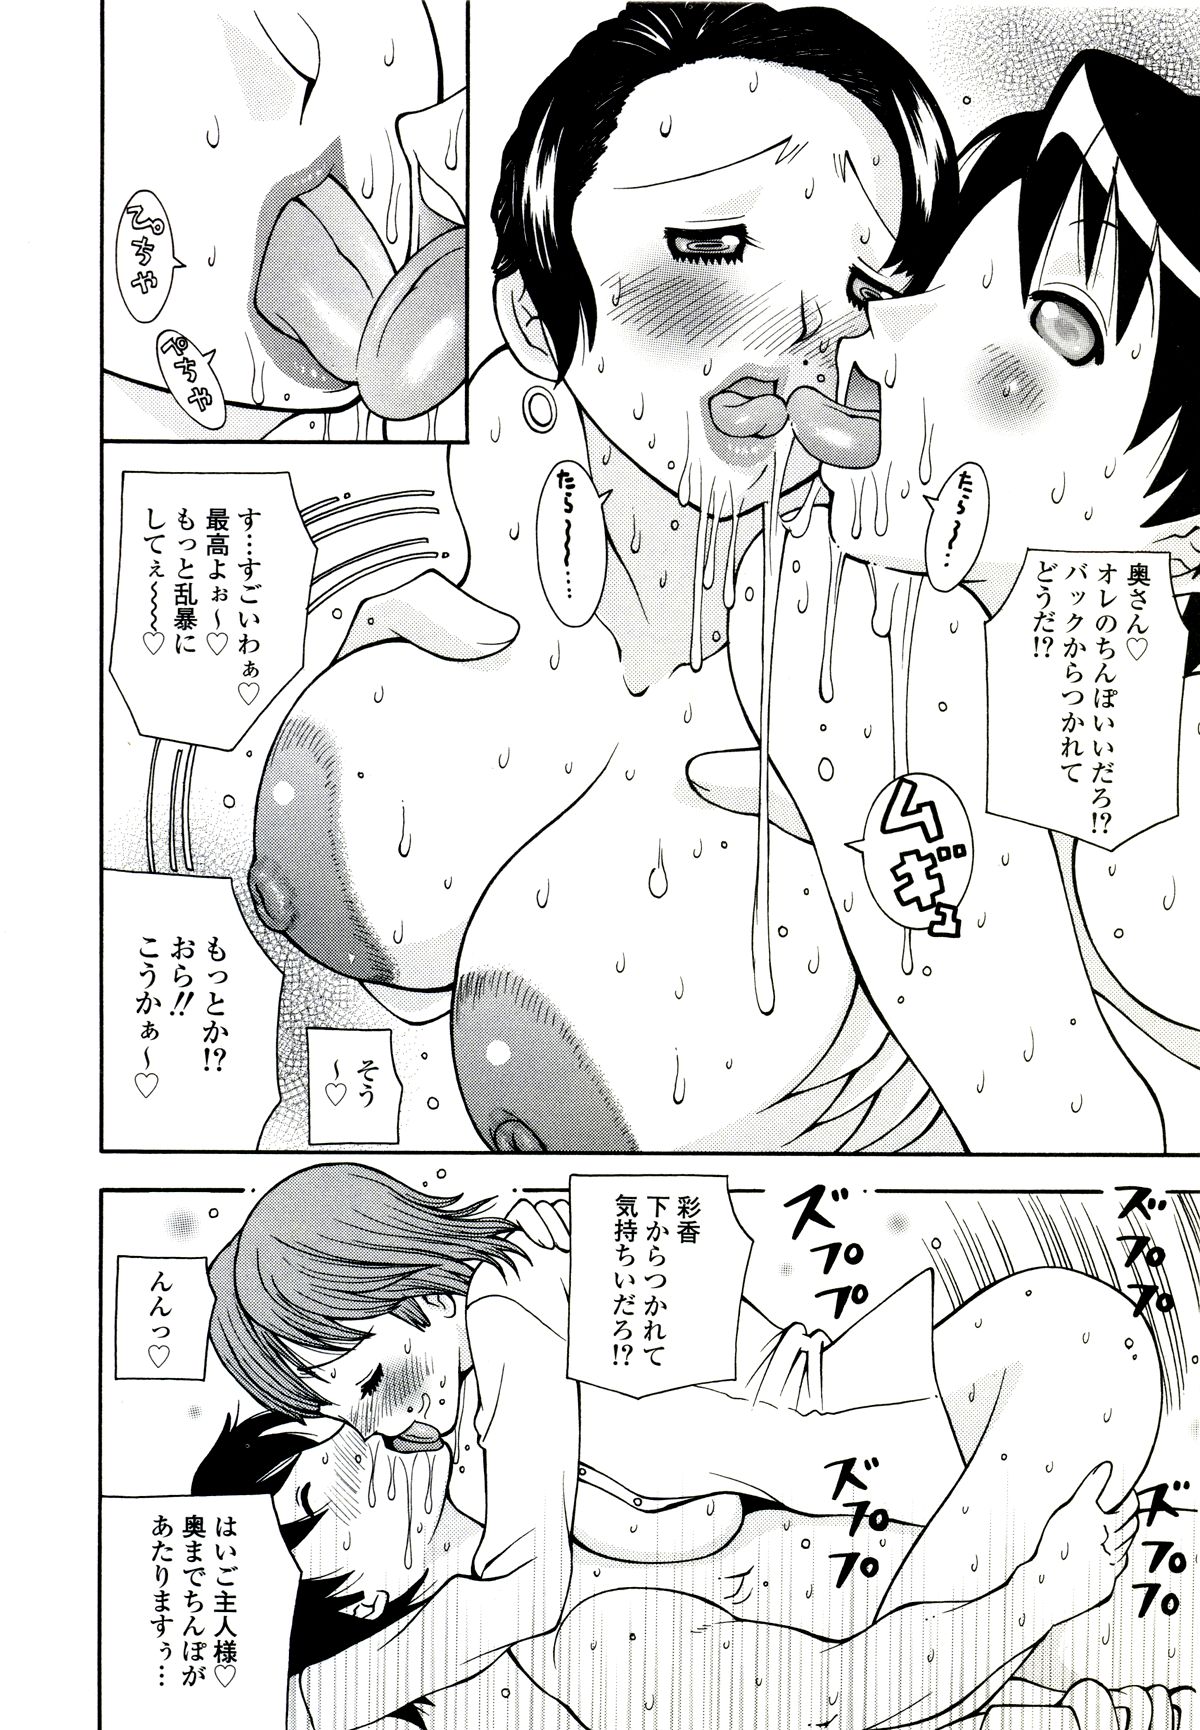 奥さん♡
オレのちんぽいいだろ!?
バックからつかれて
どうだ!?
たら〜…
たら〜〜〜…
ムギュ
ぴちゃ
ぺちゃ
す…すごいわぁ♡
最高よぉ〜♡
もっと乱暴に
してぇ〜〜〜♡
もっとか!?
おら!!
こうかぁ〜♡
そう
〜♡
ズプププ
ズプププ
彩香
下からつかれて
気持ちいだろ!?
ズプププ
ズプププ
んんっ♡
はいご主人様♡
奥までちんぽが
あたりますぅ…